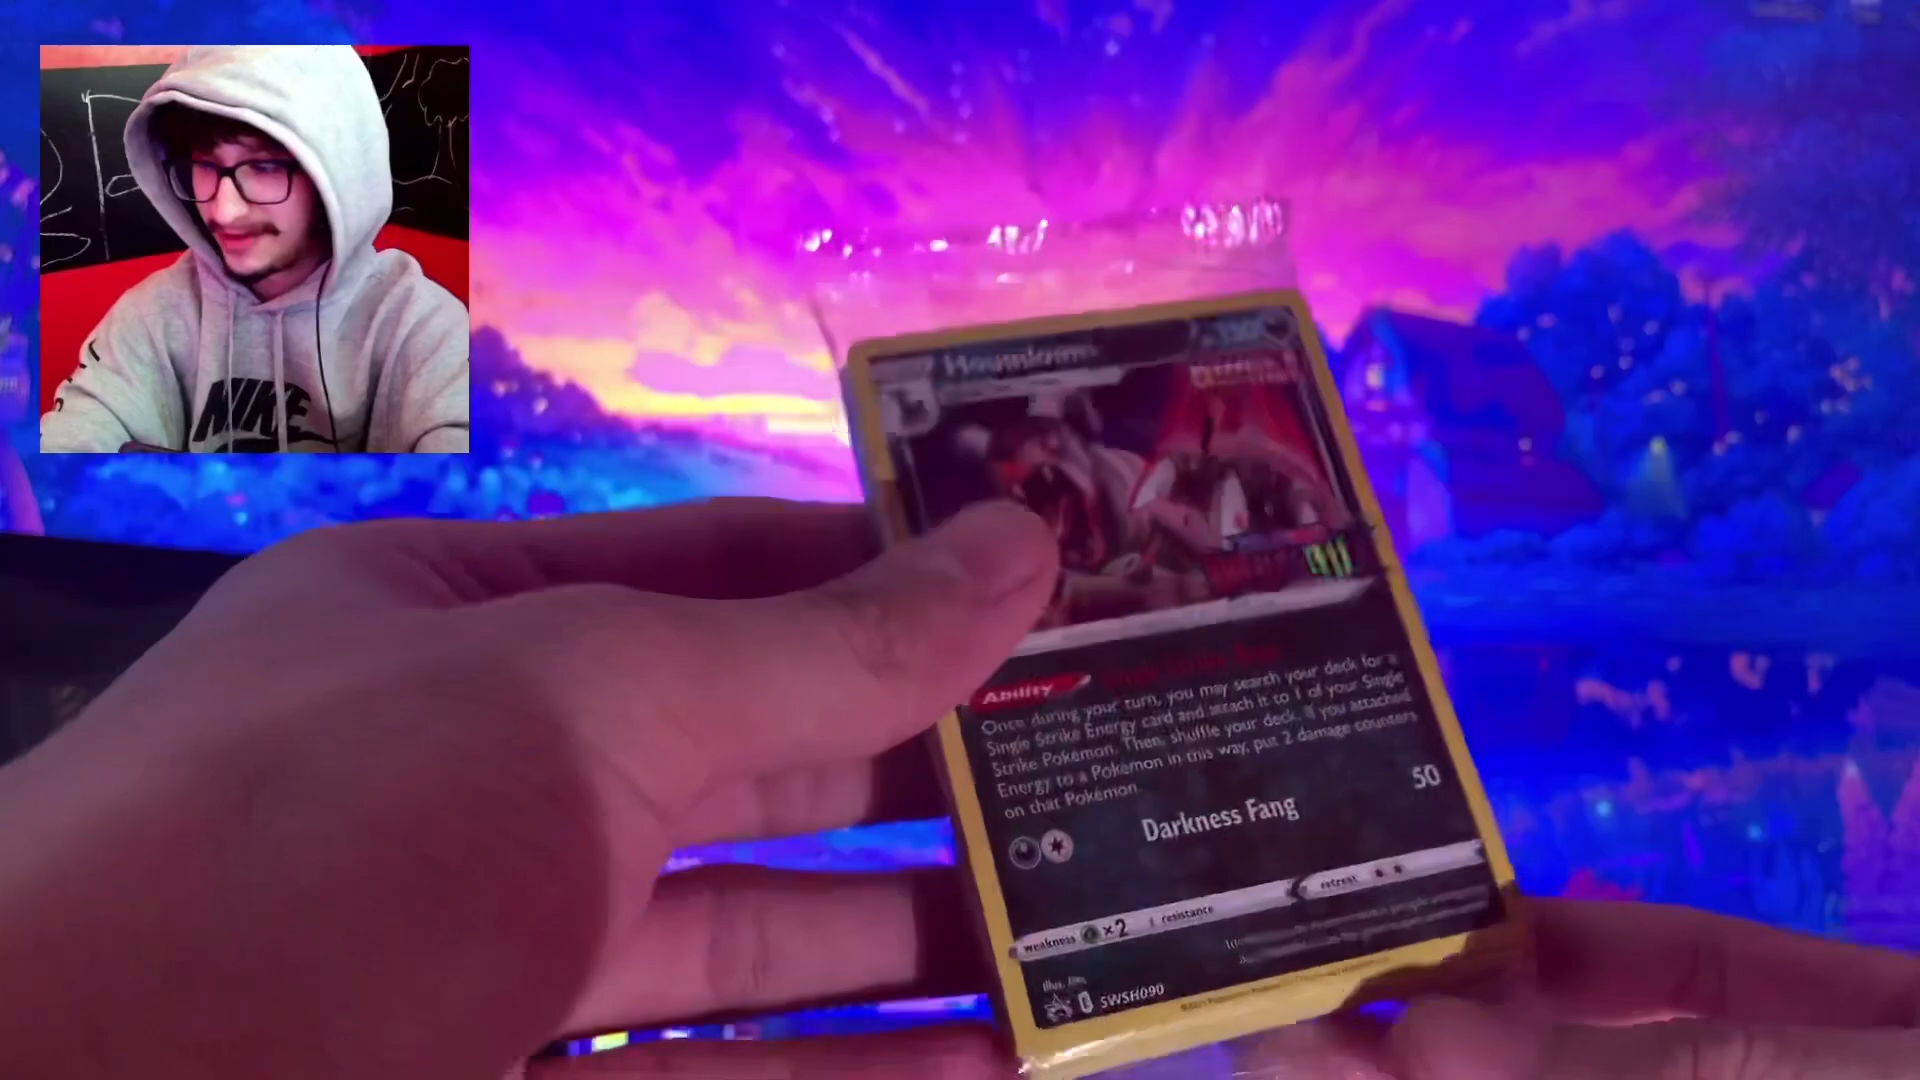 NIKE
Houndoom
Ability
Once during your turn, you may search your deck for a
Single Strike Energy card and attach it to 1 of your Single
Strike Pokémon. Then, shuffle your deck. If you attached
Energy to a Pokémon in this way, put 2 damage counters
on that Pokémon.
Darkness Fang 50
weakness ×2 resistance retreat
Illus.
SWSH090